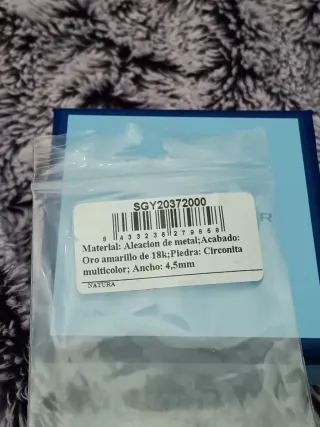 SGY20372000
8 433236 279658
Material: Aleacion de metal;Acabado:
Oro amarillo de 18k;Piedra: Circonita
multicolor; Ancho: 4,5mm
NATURA
R